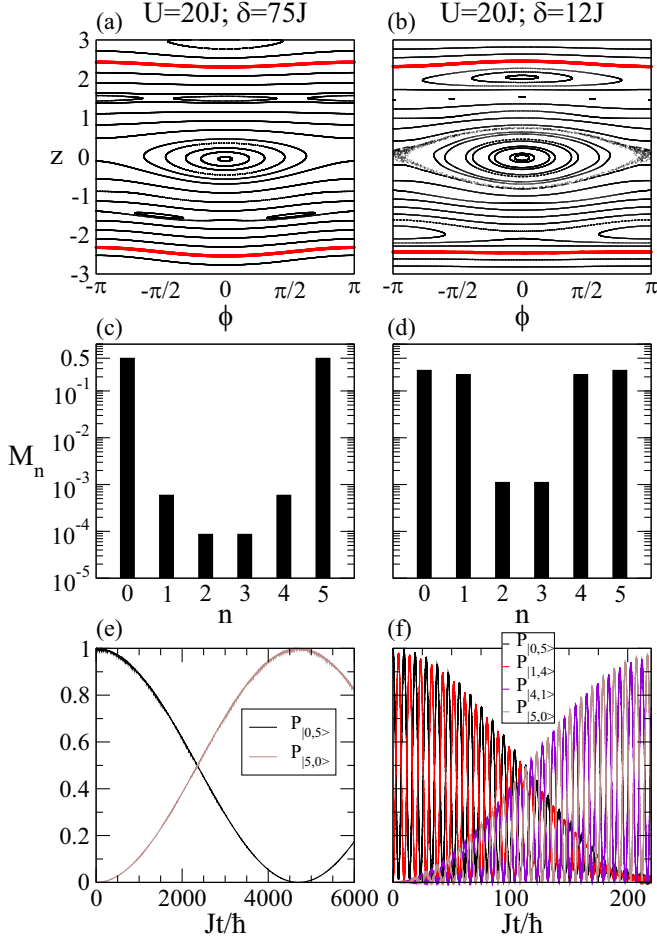 U=20J; δ=75J
U=20J; δ=12J
(a)
(b)
3
2
1
z 0
-1
-2
-3
-π -π/2 0 π/2 π
-π -π/2 0 π/2 π
ϕ
ϕ
(c)
(d)
0.5
10⁻¹
10⁻²
Mₙ
10⁻³
10⁻⁴
10⁻⁵
0 1 2 3 4 5
0 1 2 3 4 5
n
n
(e)
(f)
1
0.8
0.6
0.4
0.2
0
P|0,5>
P|5,0>
P|0,5>
P|1,4>
P|4,1>
P|5,0>
0 2000 4000 6000
0 100 200
Jt/ħ
Jt/ħ